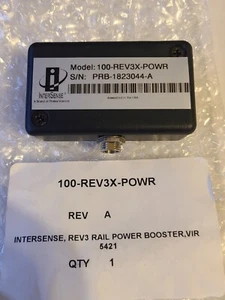 Model: 100-REV3X-POWR
S/N: PRB-1823044-A
INTERSENSE
100-REV3X-POWR
REV A
INTERSENSE, REV3 RAIL POWER BOOSTER,VIR
5421
QTY 1